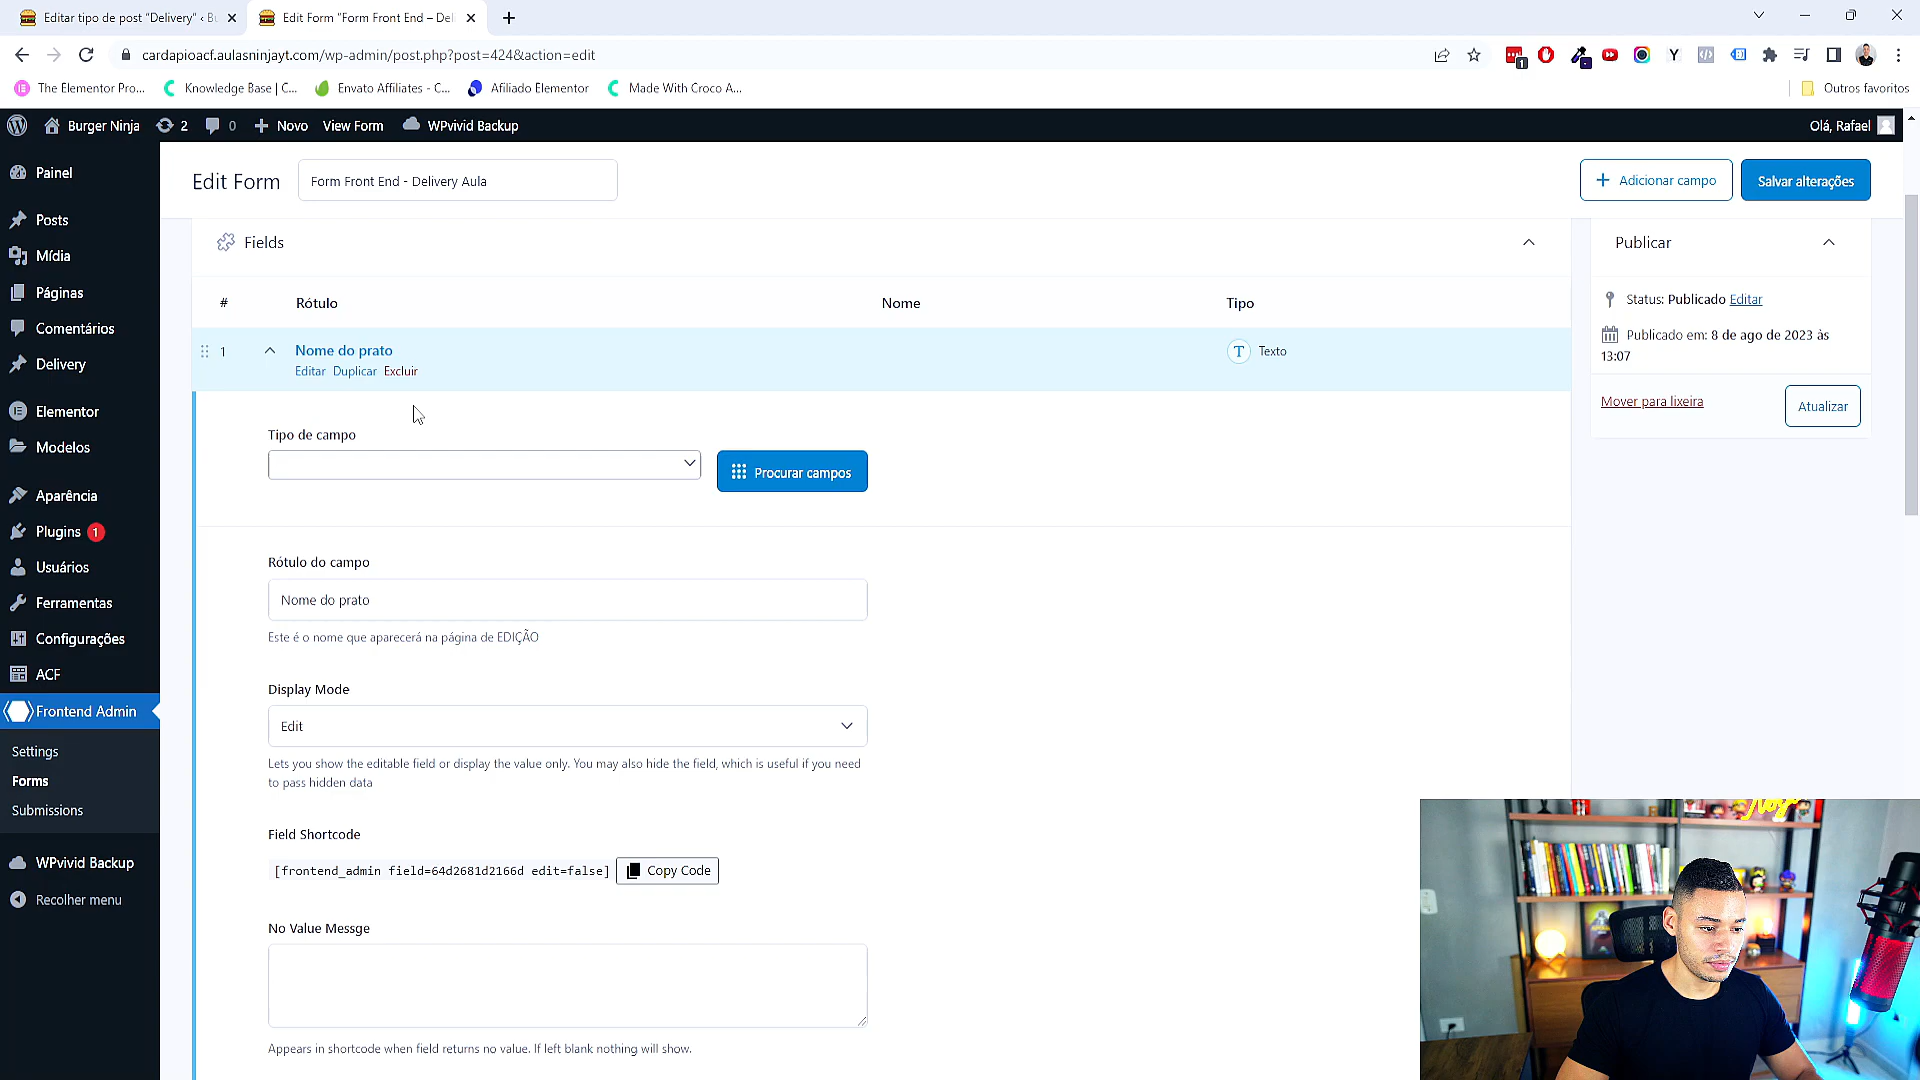 Editar tipo de post "Delivery" ‹ Bu
Edit Form "Form Front End – Del
cardapioacf.aulasninjayt.com/wp-admin/post.php?post=424&action=edit
The Elementor Pro...
Knowledge Base | C...
Envato Affiliates - C...
Afiliado Elementor
Made With Croco A...
Outros favoritos
Burger Ninja
2
0
Novo
View Form
WPvivid Backup
Olá, Rafael
Painel
Posts
Mídia
Páginas
Comentários
Delivery
Elementor
Modelos
Aparência
Plugins 1
Usuários
Ferramentas
Configurações
ACF
Frontend Admin
Settings
Forms
Submissions
WPvivid Backup
Recolher menu
Edit Form
Form Front End - Delivery Aula
+ Adicionar campo
Salvar alterações
Fields
# Rótulo Nome Tipo
1 Nome do prato T Texto
Editar Duplicar Excluir
Tipo de campo
Procurar campos
Rótulo do campo
Nome do prato
Este é o nome que aparecerá na página de EDIÇÃO
Display Mode
Edit
Lets you show the editable field or display the value only. You may also hide the field, which is useful if you need
to pass hidden data
Field Shortcode
[frontend_admin field=64d2681d2166d edit=false]
Copy Code
No Value Messge
Appears in shortcode when field returns no value. If left blank nothing will show.
Publicar
Status: Publicado Editar
Publicado em: 8 de ago de 2023 às
13:07
Mover para lixeira
Atualizar